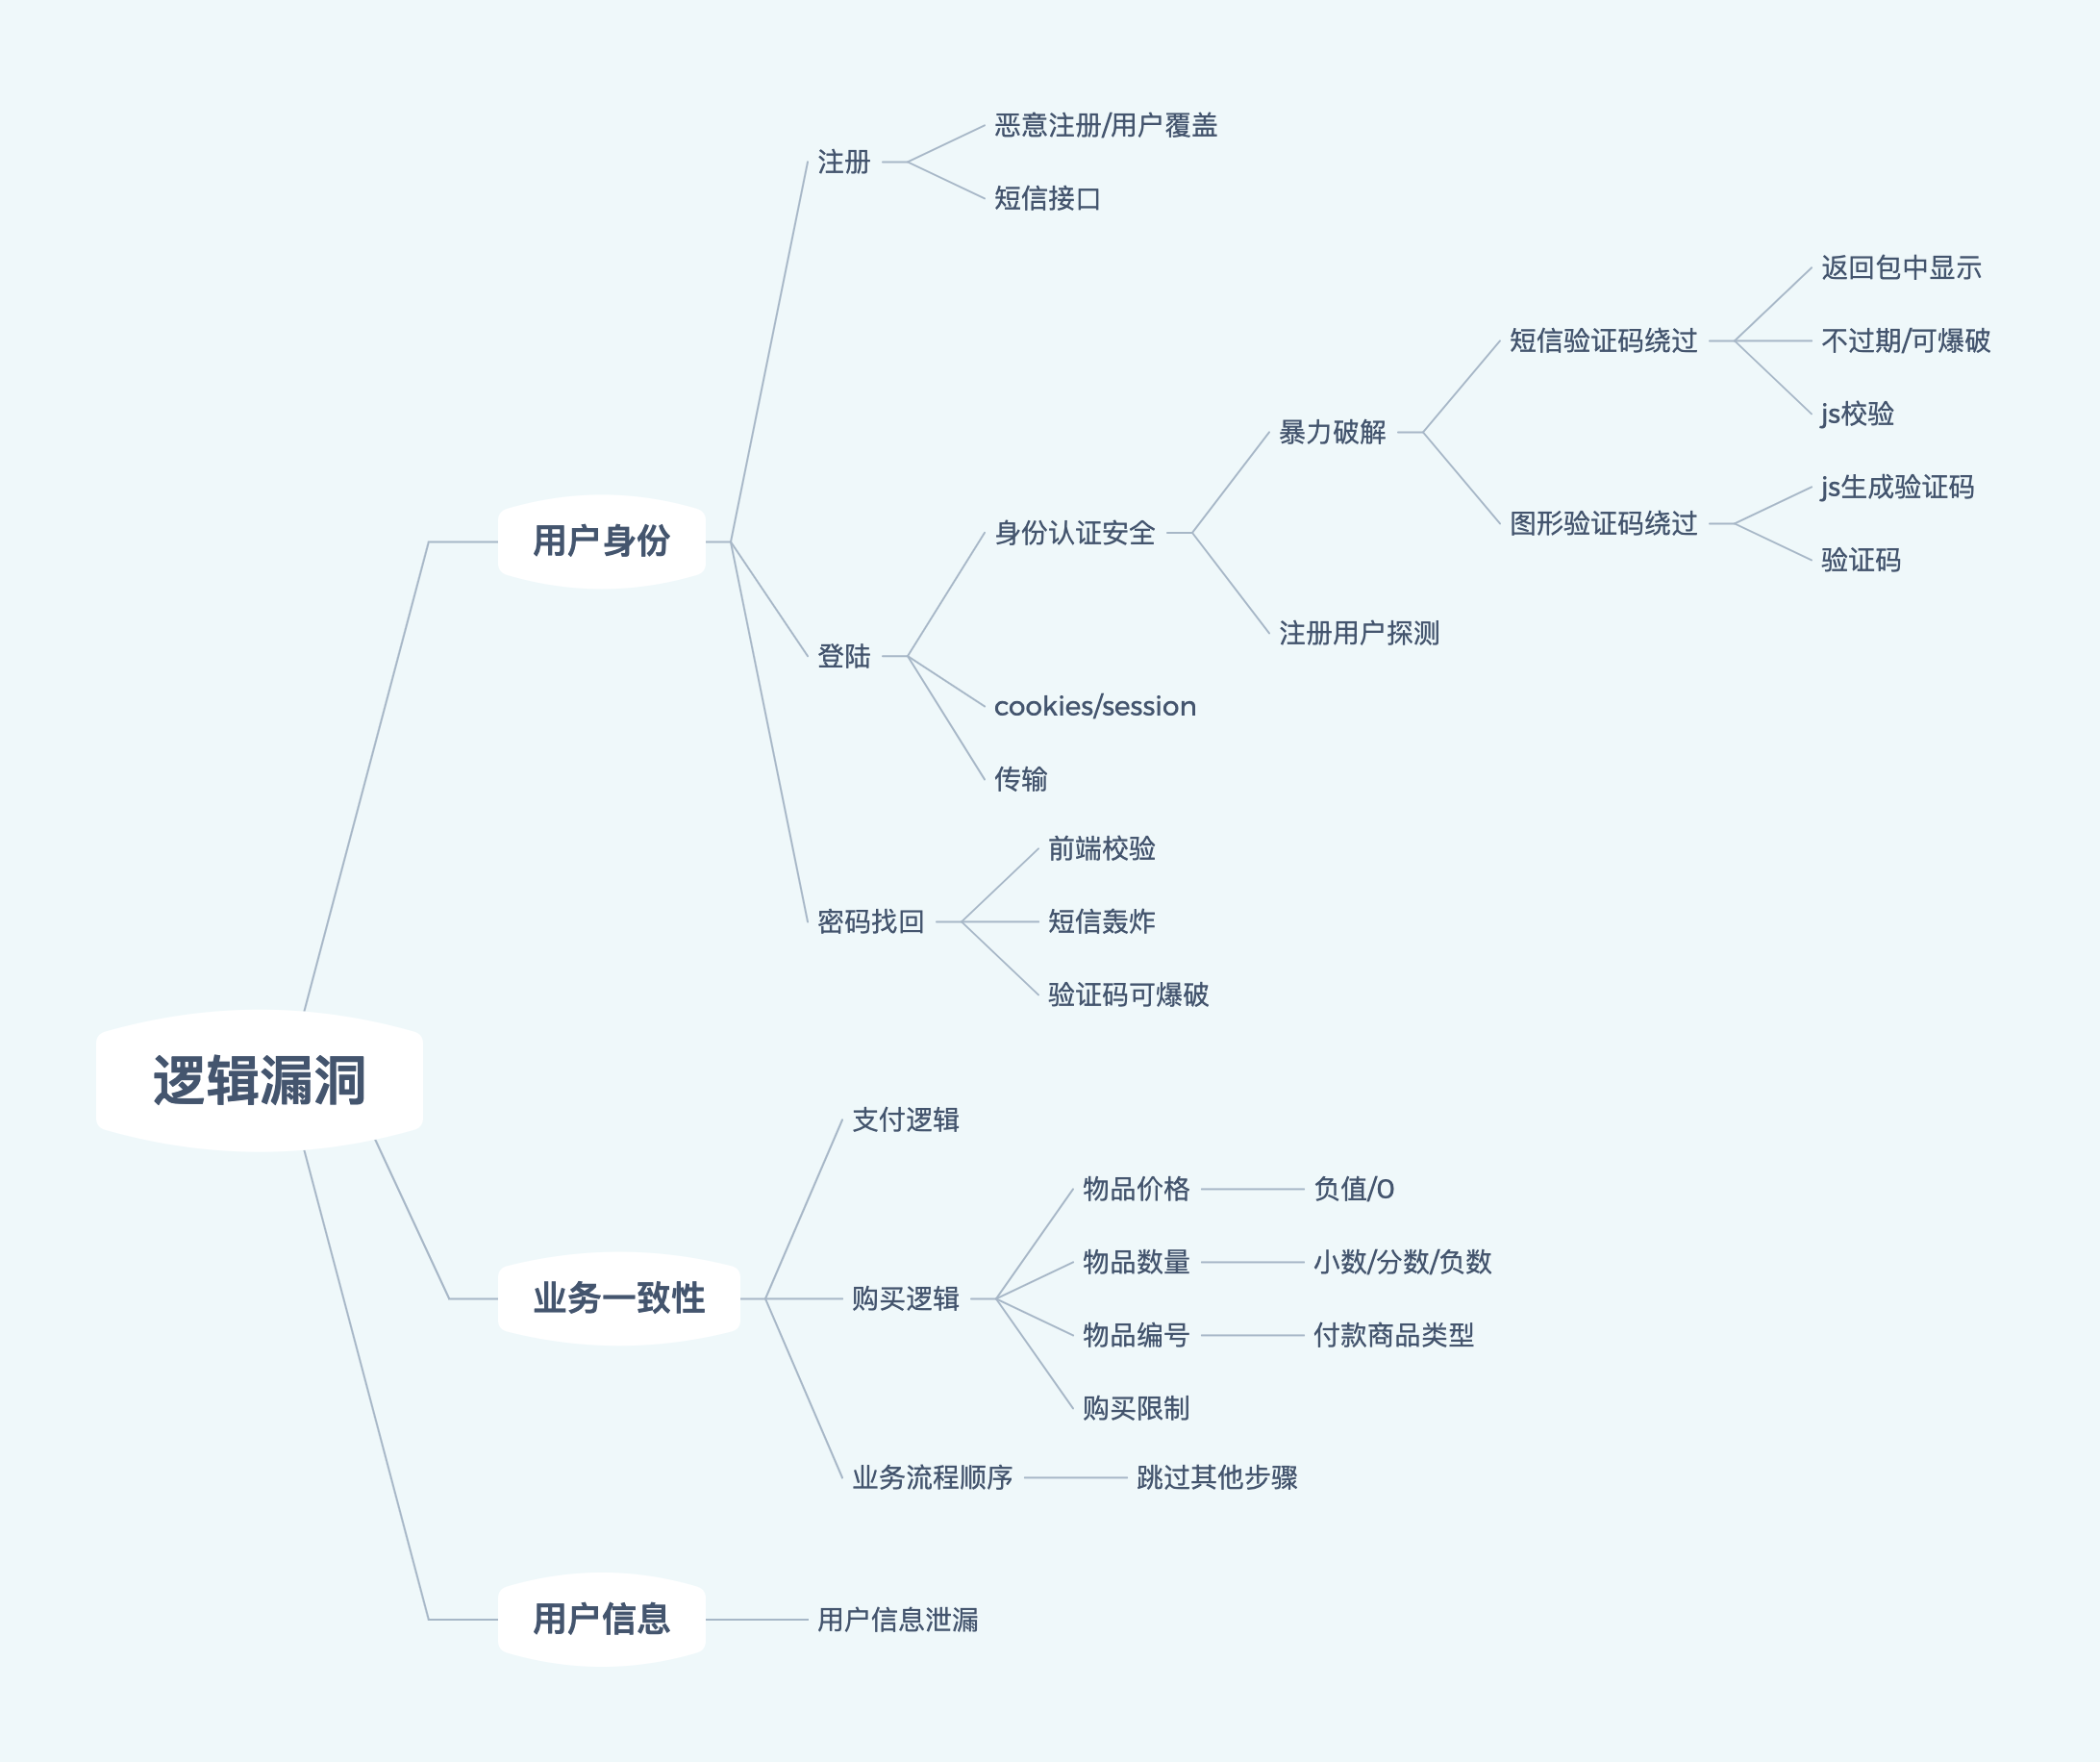 逻辑漏洞
用户身份
注册
恶意注册/用户覆盖
短信接口
登陆
身份认证安全
暴力破解
短信验证码绕过
返回包中显示
不过期/可爆破
js校验
图形验证码绕过
js生成验证码
验证码
注册用户探测
cookies/session
传输
密码找回
前端校验
短信轰炸
验证码可爆破
业务一致性
支付逻辑
购买逻辑
物品价格
负值/0
物品数量
小数/分数/负数
物品编号
付款商品类型
购买限制
业务流程顺序
跳过其他步骤
用户信息
用户信息泄漏